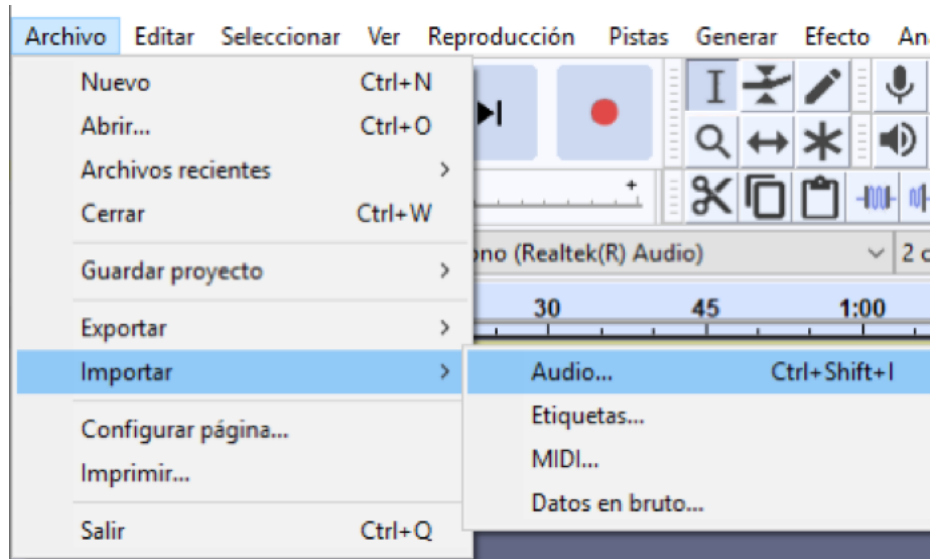 Archivo Editar Seleccionar Ver Reproducción Pistas Generar Efecto
Nuevo Ctrl+N
Abrir... Ctrl+O
Archivos recientes
Cerrar Ctrl+W
Guardar proyecto
(Realtek(R) Audio) 2
30 45 1:00
Exportar
Importar
Audio... Ctrl+Shift+I
Etiquetas...
Configurar página...
MIDI...
Imprimir...
Datos en bruto...
Salir Ctrl+Q